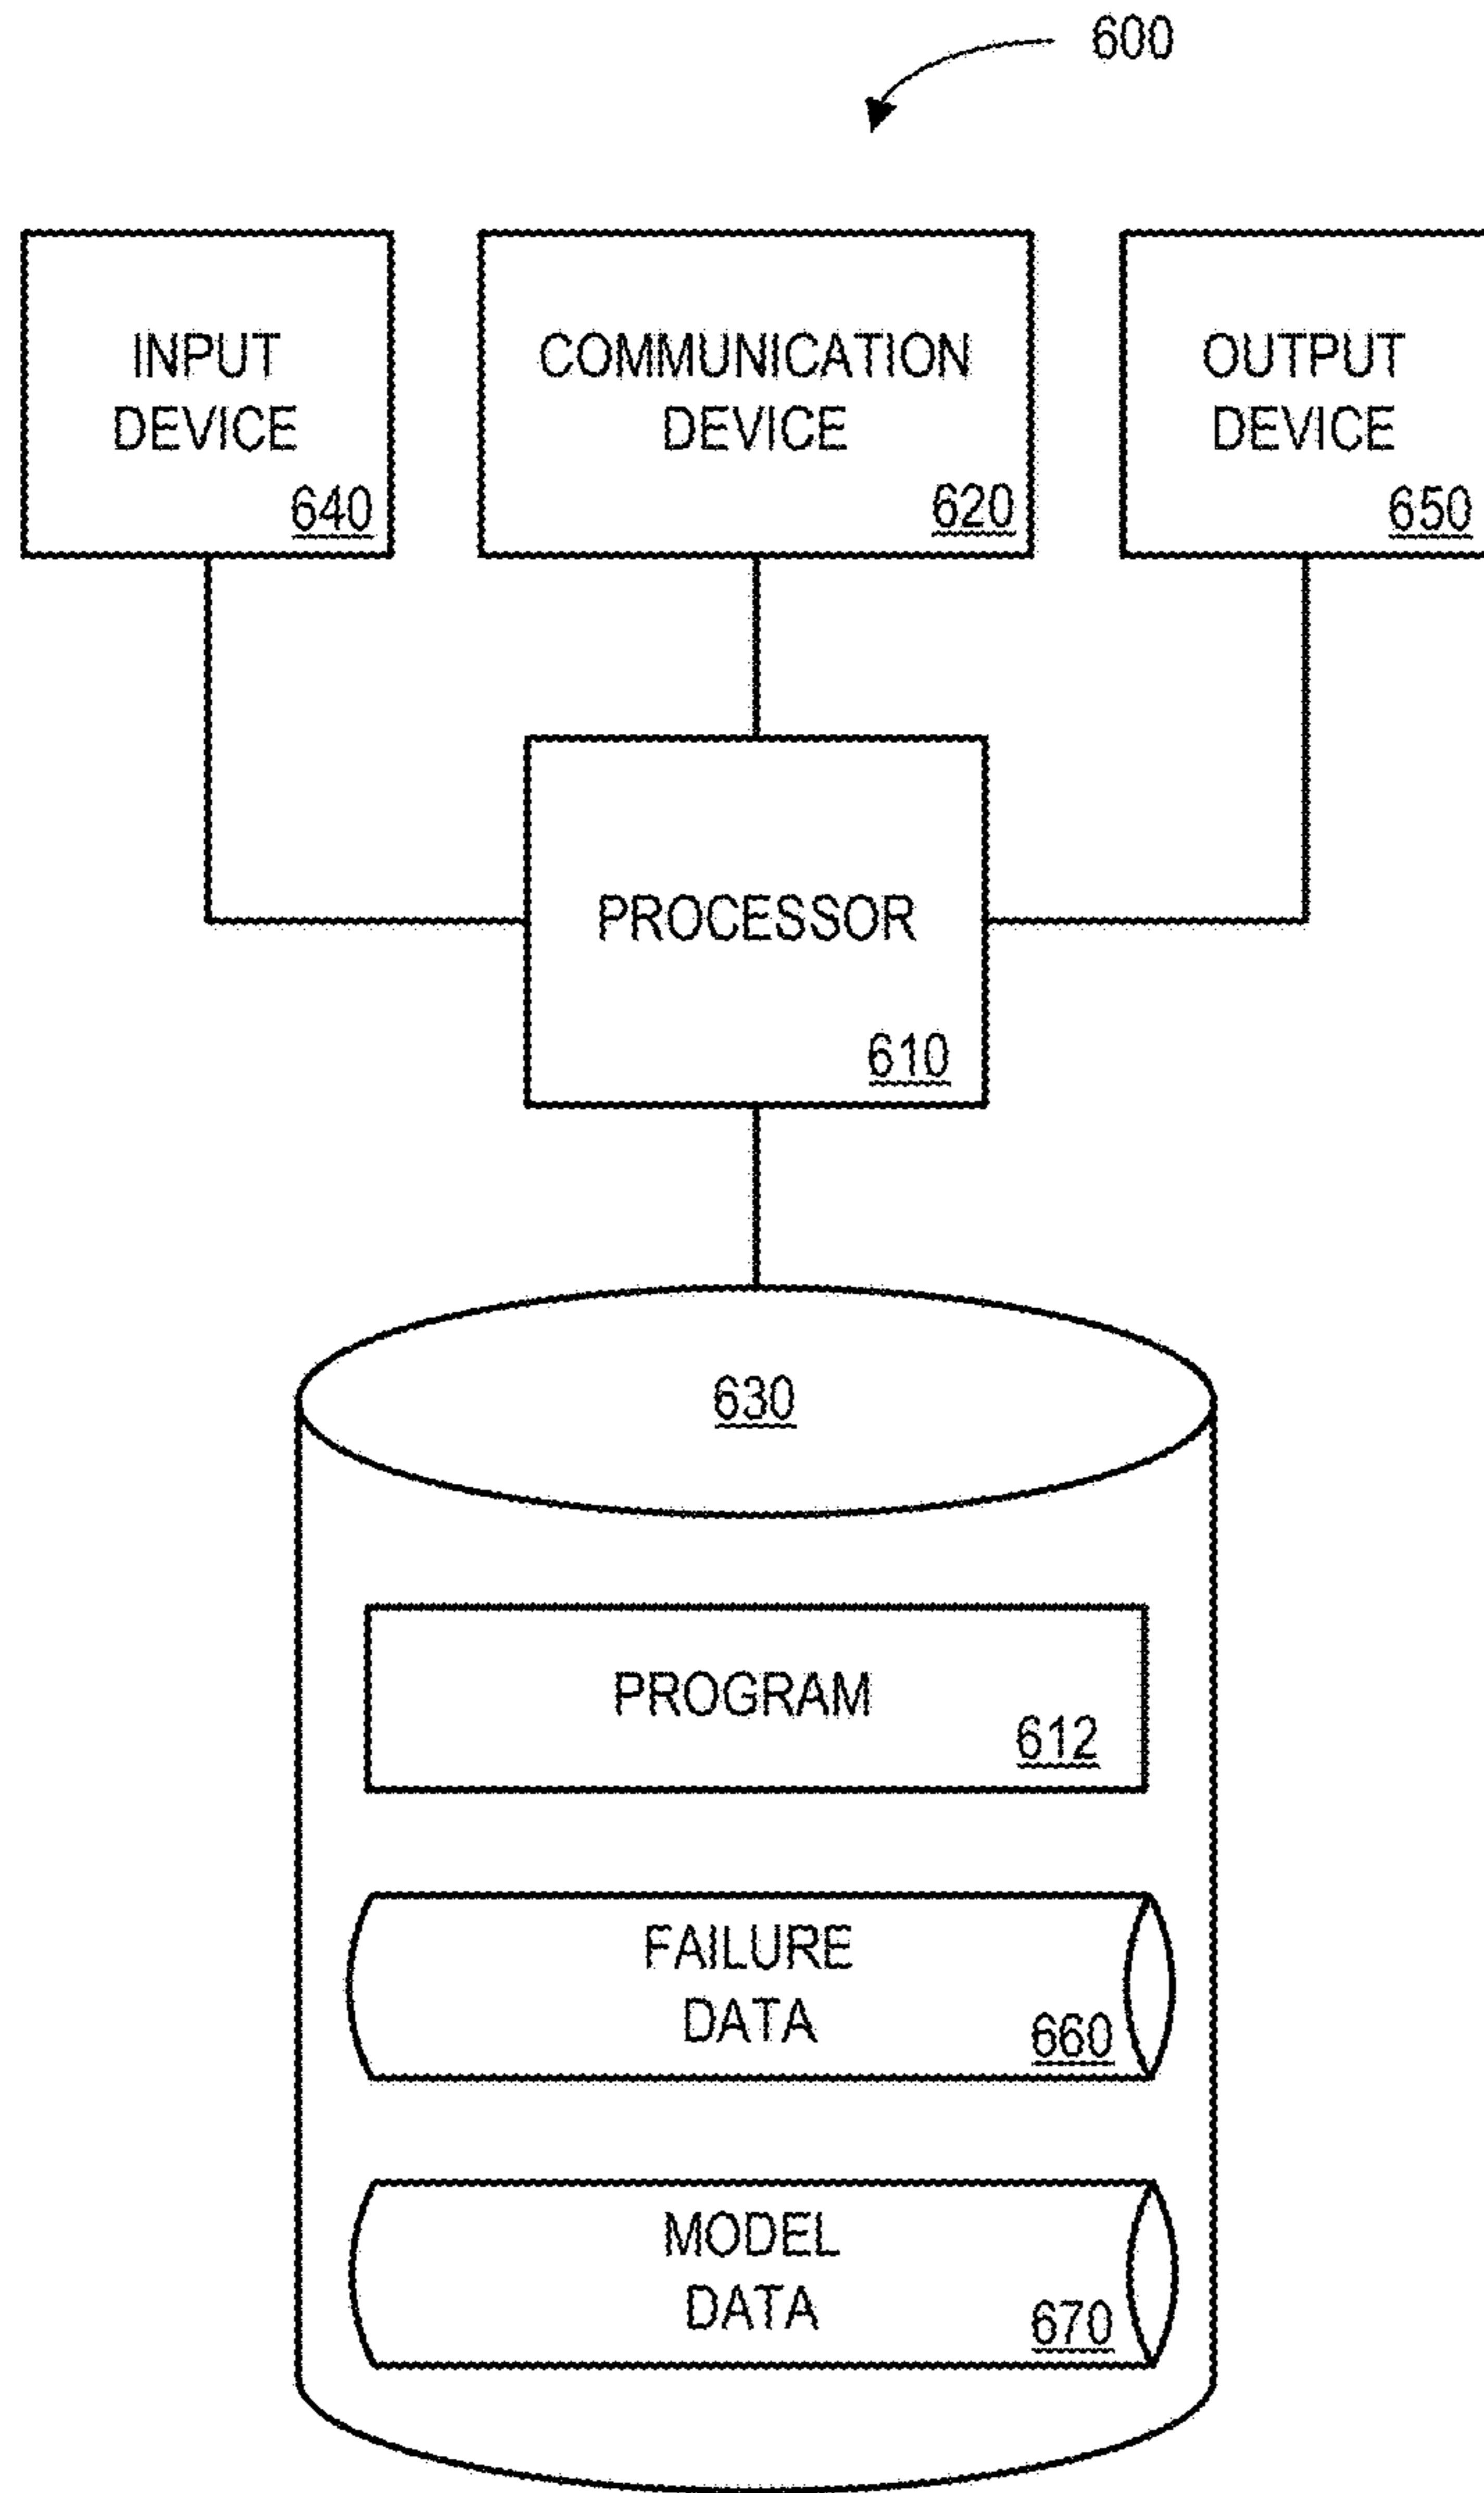 600
INPUT
DEVICE
640
COMMUNICATION
DEVICE
620
OUTPUT
DEVICE
650
PROCESSOR
610
630
PROGRAM
612
FAILURE
DATA
660
MODEL
DATA
670